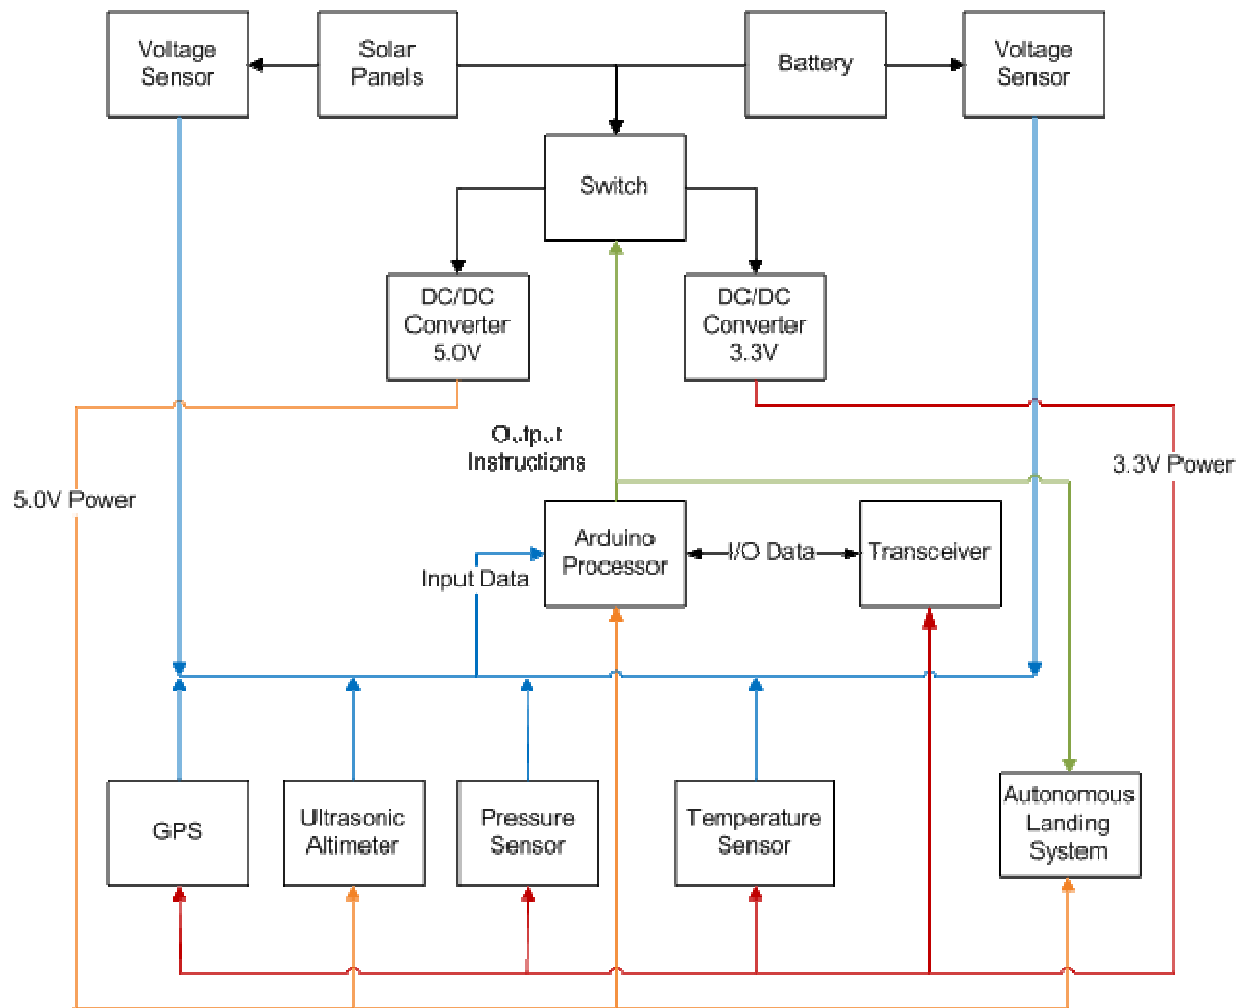 Voltage
Sensor
Solar
Panels
Battery
Voltage
Sensor
Switch
DC/DC
Converter
5.0V
DC/DC
Converter
3.3V
Output
Instructions
3.3V Power
5.0V Power
Arduino
Processor
I/O Data
Transceiver
Input Data
GPS
Ultrasonic
Altimeter
Pressure
Sensor
Temperature
Sensor
Autonomous
Landing
System